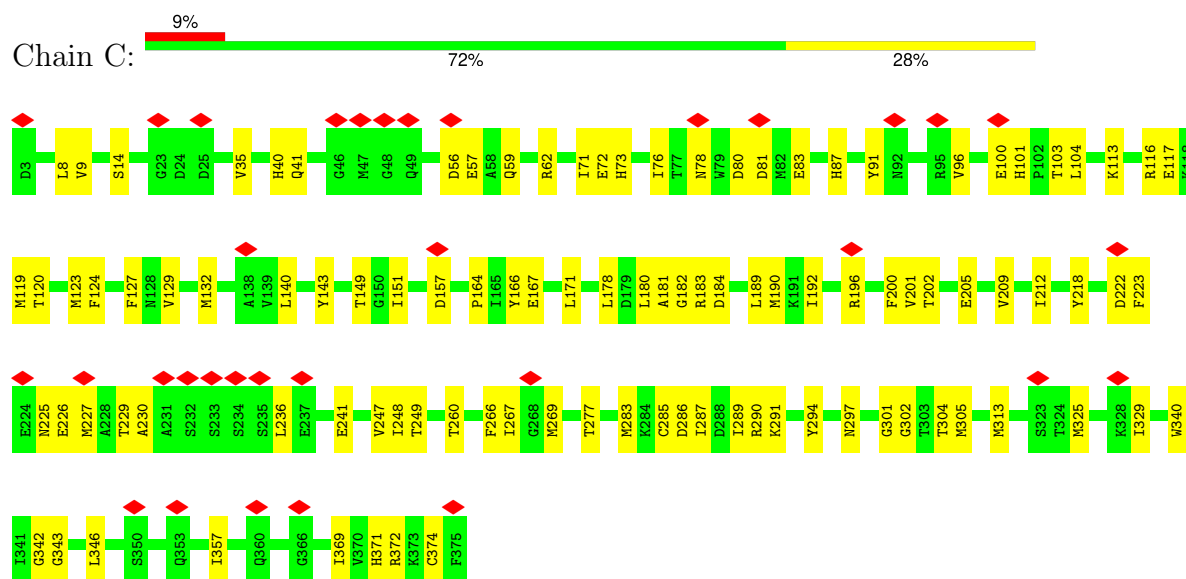 9%
Chain C:
72% 28%
D3 L8 V9 S14 G23 D24 D25 V35 H40 Q41 G46 M47 G48 Q49 D56 E57 A58 Q59 R62 I71 E72 H73 I76 T77 N78 W79 D80 D81 M82 E83 H87 Y91 N92 R95 V96 E100 H101 P102 T103 L104 K113 R116 E117
M119 T120 M123 F124 F127 N128 V129 M132 A138 V139 L140 Y143 T149 G150 I151 D157 P164 I165 Y166 E167 L171 L178 D179 L180 A181 G182 R183 D184 L189 M190 K191 I192 R196 F200 V201 T202 E205 V209 I212 Y218 D222 F223
E224 N225 E226 M227 A228 T229 A230 A231 S232 S233 S234 S235 L236 E237 E241 V247 I248 T249 T260 F266 I267 G268 M269 T277 M283 K284 C285 D286 I287 D288 I289 R290 K291 Y294 N297 G301 G302 T303 T304 M305 M313 S323 T324 M325 K328 I329 W340
I341 G342 G343 L346 S350 Q353 I357 Q360 G366 I369 V370 H371 R372 K373 C374 F375